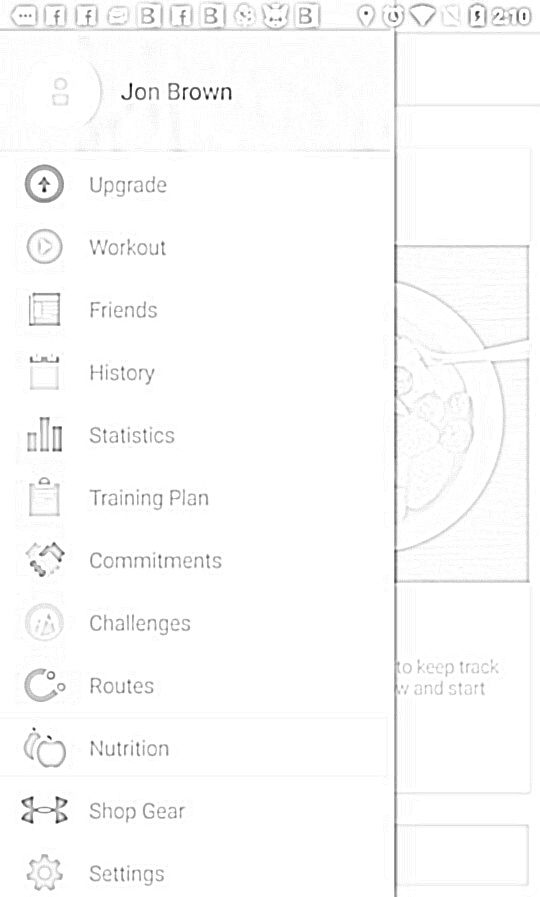 2:10
Jon Brown
Upgrade
Workout
Friends
History
Statistics
Training Plan
Commitments
Challenges
Routes
to keep track
w and start
Nutrition
Shop Gear
Settings